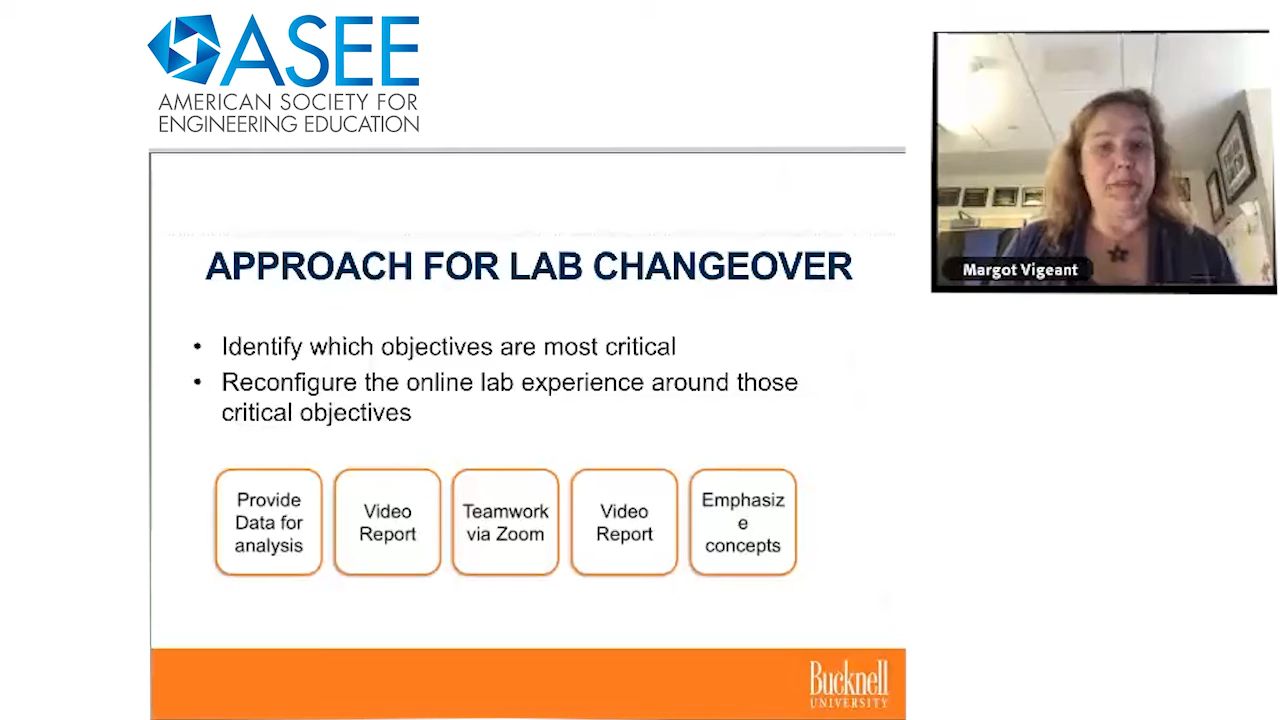 ASEE
AMERICAN SOCIETY FOR
ENGINEERING EDUCATION
APPROACH FOR LAB CHANGEOVER
• Identify which objectives are most critical
• Reconfigure the online lab experience around those
critical objectives
Provide
Data for
analysis
Video
Report
Teamwork
via Zoom
Video
Report
Emphasiz
e
concepts
Bucknell
UNIVERSITY
Margot Vigeant